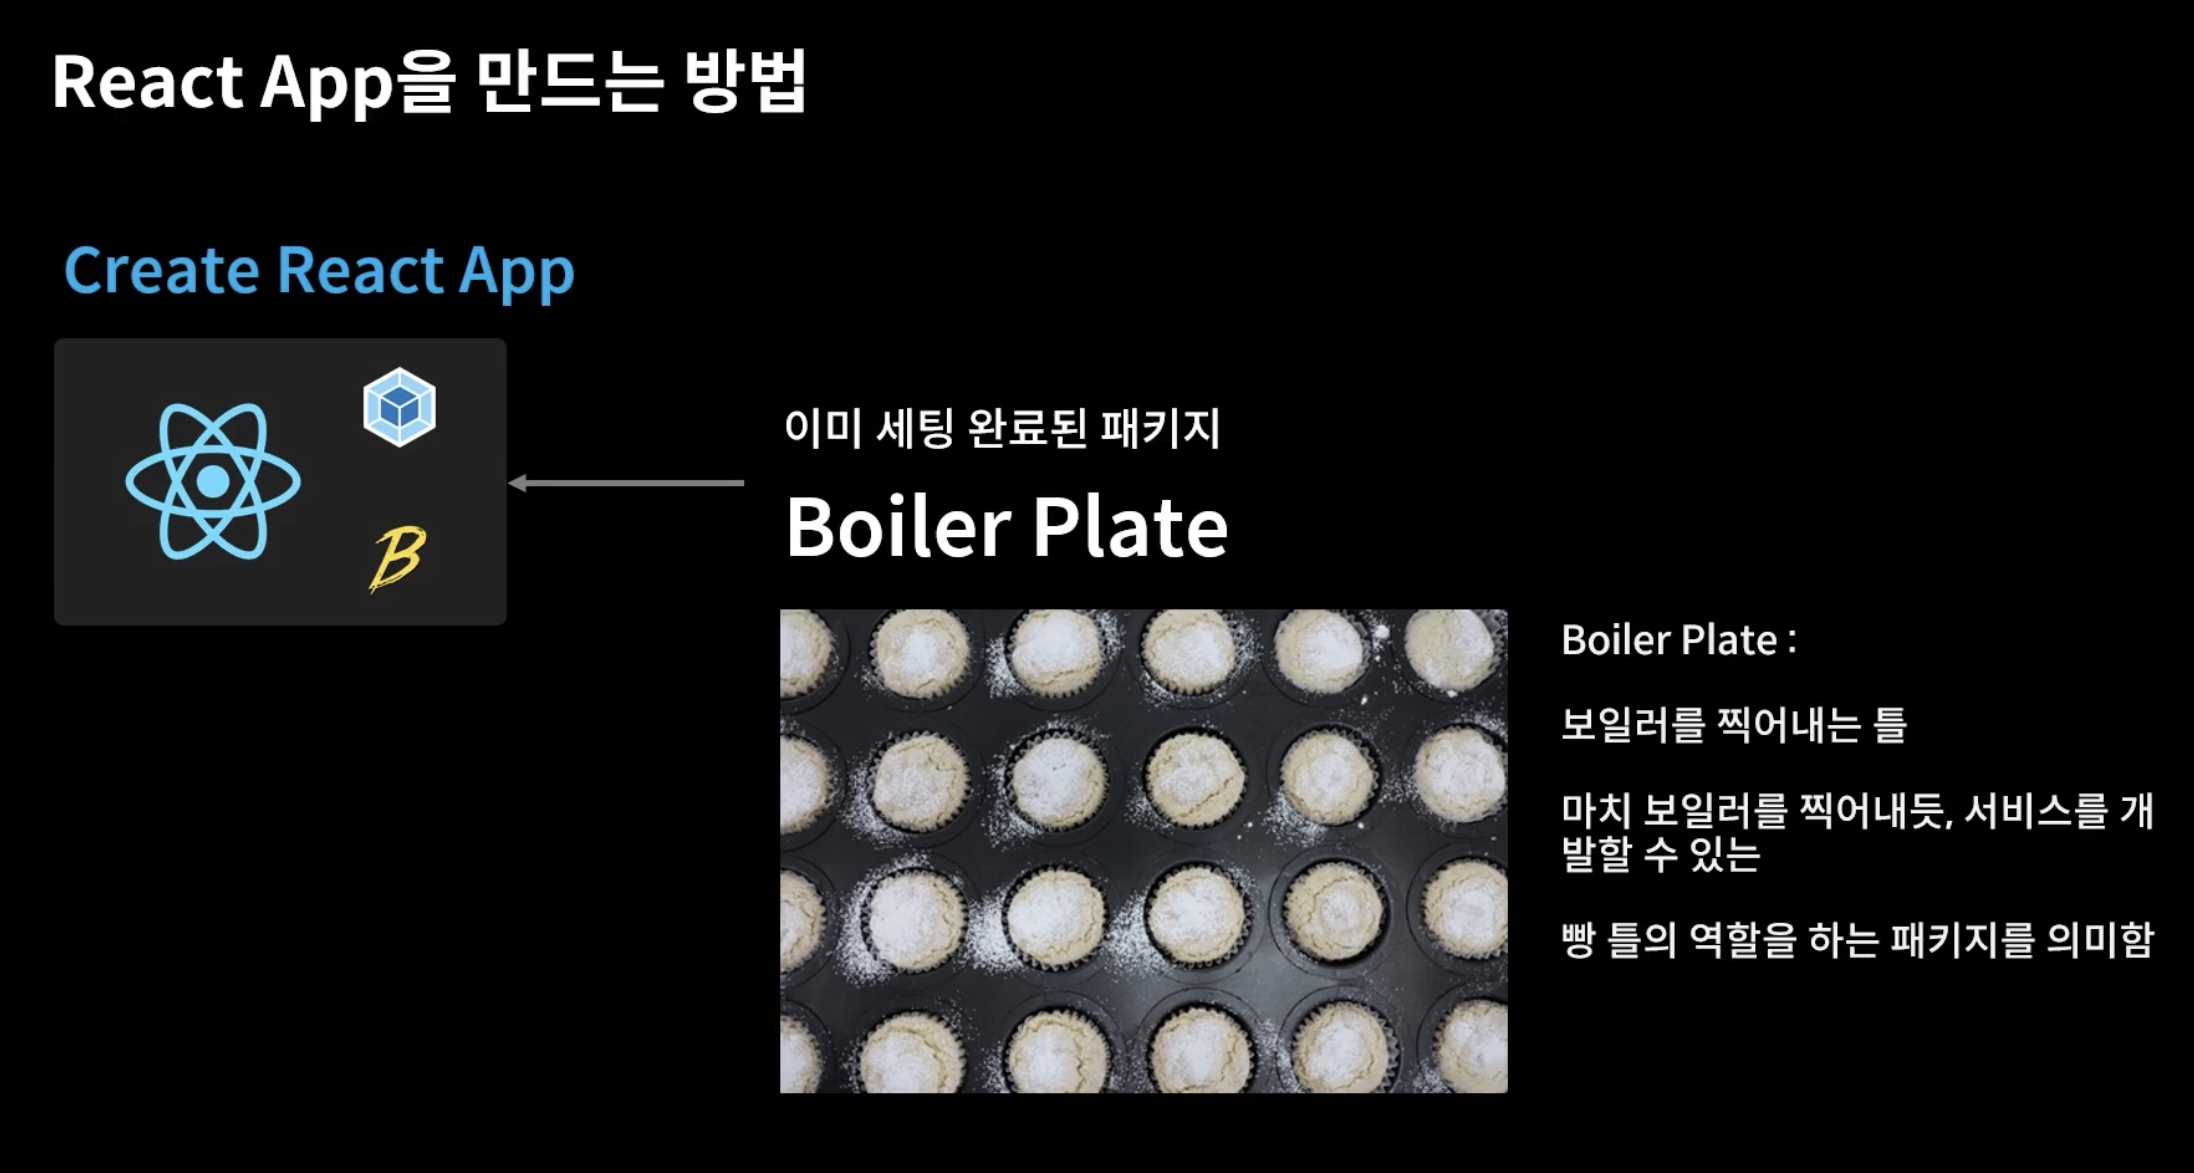 React App을 만드는 방법
Create React App
B
이미 세팅 완료된 패키지
Boiler Plate
Boiler Plate :
보일러를 찍어내는 틀
마치 보일러를 찍어내듯, 서비스를 개
발할 수 있는
빵 틀의 역할을 하는 패키지를 의미함